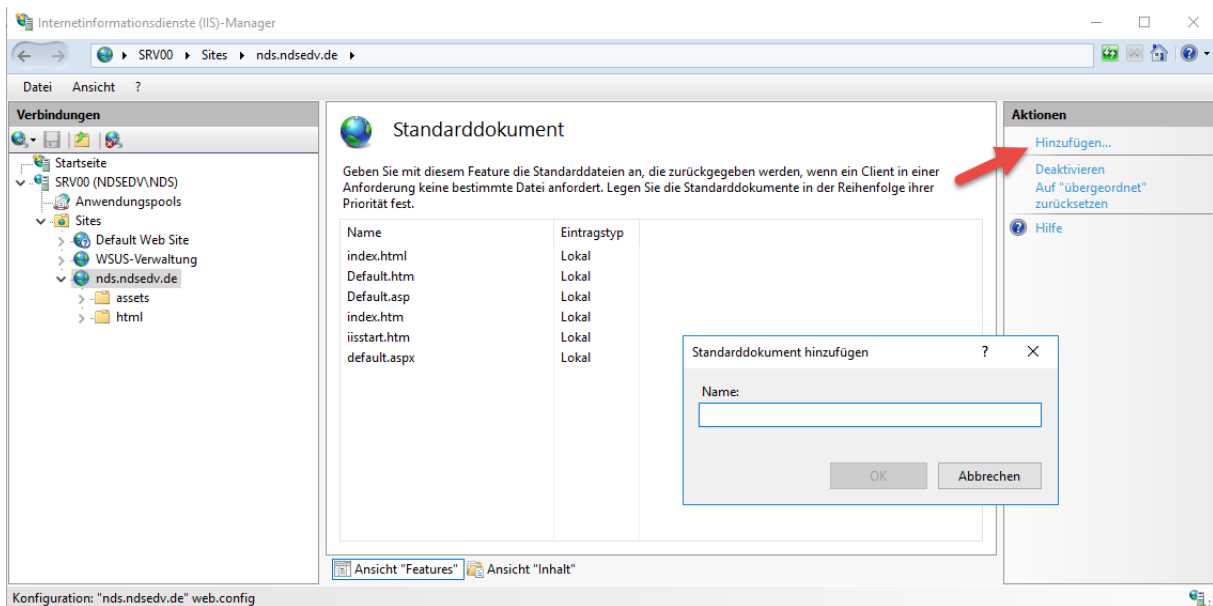 Internetinformationsdienste (IIS)-Manager
SRV00 Sites nds.ndsedv.de
Datei Ansicht ?
Verbindungen
Startseite
SRV00 (NDSEDV\NDS)
Anwendungspools
Sites
Default Web Site
WSUS-Verwaltung
nds.ndsedv.de
assets
html
Standarddokument
Geben Sie mit diesem Feature die Standarddateien an, die zurückgegeben werden, wenn ein Client in einer
Anforderung keine bestimmte Datei anfordert. Legen Sie die Standarddokumente in der Reihenfolge ihrer
Priorität fest.
Name Eintragstyp
index.html Lokal
Default.htm Lokal
Default.asp Lokal
index.htm Lokal
iisstart.htm Lokal
default.aspx Lokal
Standarddokument hinzufügen ?
Name:
OK Abbrechen
Ansicht "Features" Ansicht "Inhalt"
Aktionen
Hinzufügen...
Deaktivieren
Auf "übergeordnet"
zurücksetzen
Hilfe
Konfiguration: "nds.ndsedv.de" web.config